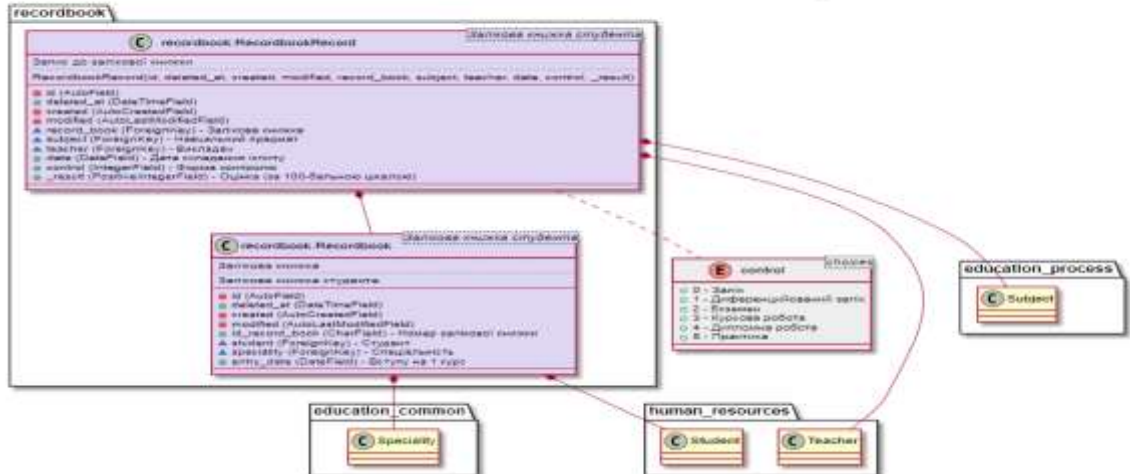 recordbook
Залікова книжка студента
C recordbook.RecordbookRecord
Запис до залікової книжки
RecordbookRecord(id, deleted_at, created, modified, record_book, subject, teacher, date, control, _result)
id (AutoField)
deleted_at (DateTimeField)
created (AutoCreatedField)
modified (AutoLastModifiedField)
record_book (ForeignKey) - Залікова книжка
subject (ForeignKey) - Навчальний предмет
teacher (ForeignKey) - Викладач
date (DateField) - Дата складання іспиту
control (IntegerField) - Форма контролю
_result (PositiveIntegerField) - Оцінка (за 100-бальною шкалою)
Залікова книжка студента
C recordbook.Recordbook
Залікова книжка
Залікова книжка студента
id (AutoField)
deleted_at (DateTimeField)
created (AutoCreatedField)
modified (AutoLastModifiedField)
id_record_book (CharField) - Номер залікової книжки
student (ForeignKey) - Студент
speciality (ForeignKey) - Спеціальність
entry_date (DateField) - Вступу на 1 курс
choices
E control
0 - Залік
1 - Диференційований залік
2 - Екзамен
3 - Курсова робота
4 - Дипломна робота
5 - Практика
education_process
C Subject
education_common
C Speciality
human_resources
C Student
C Teacher